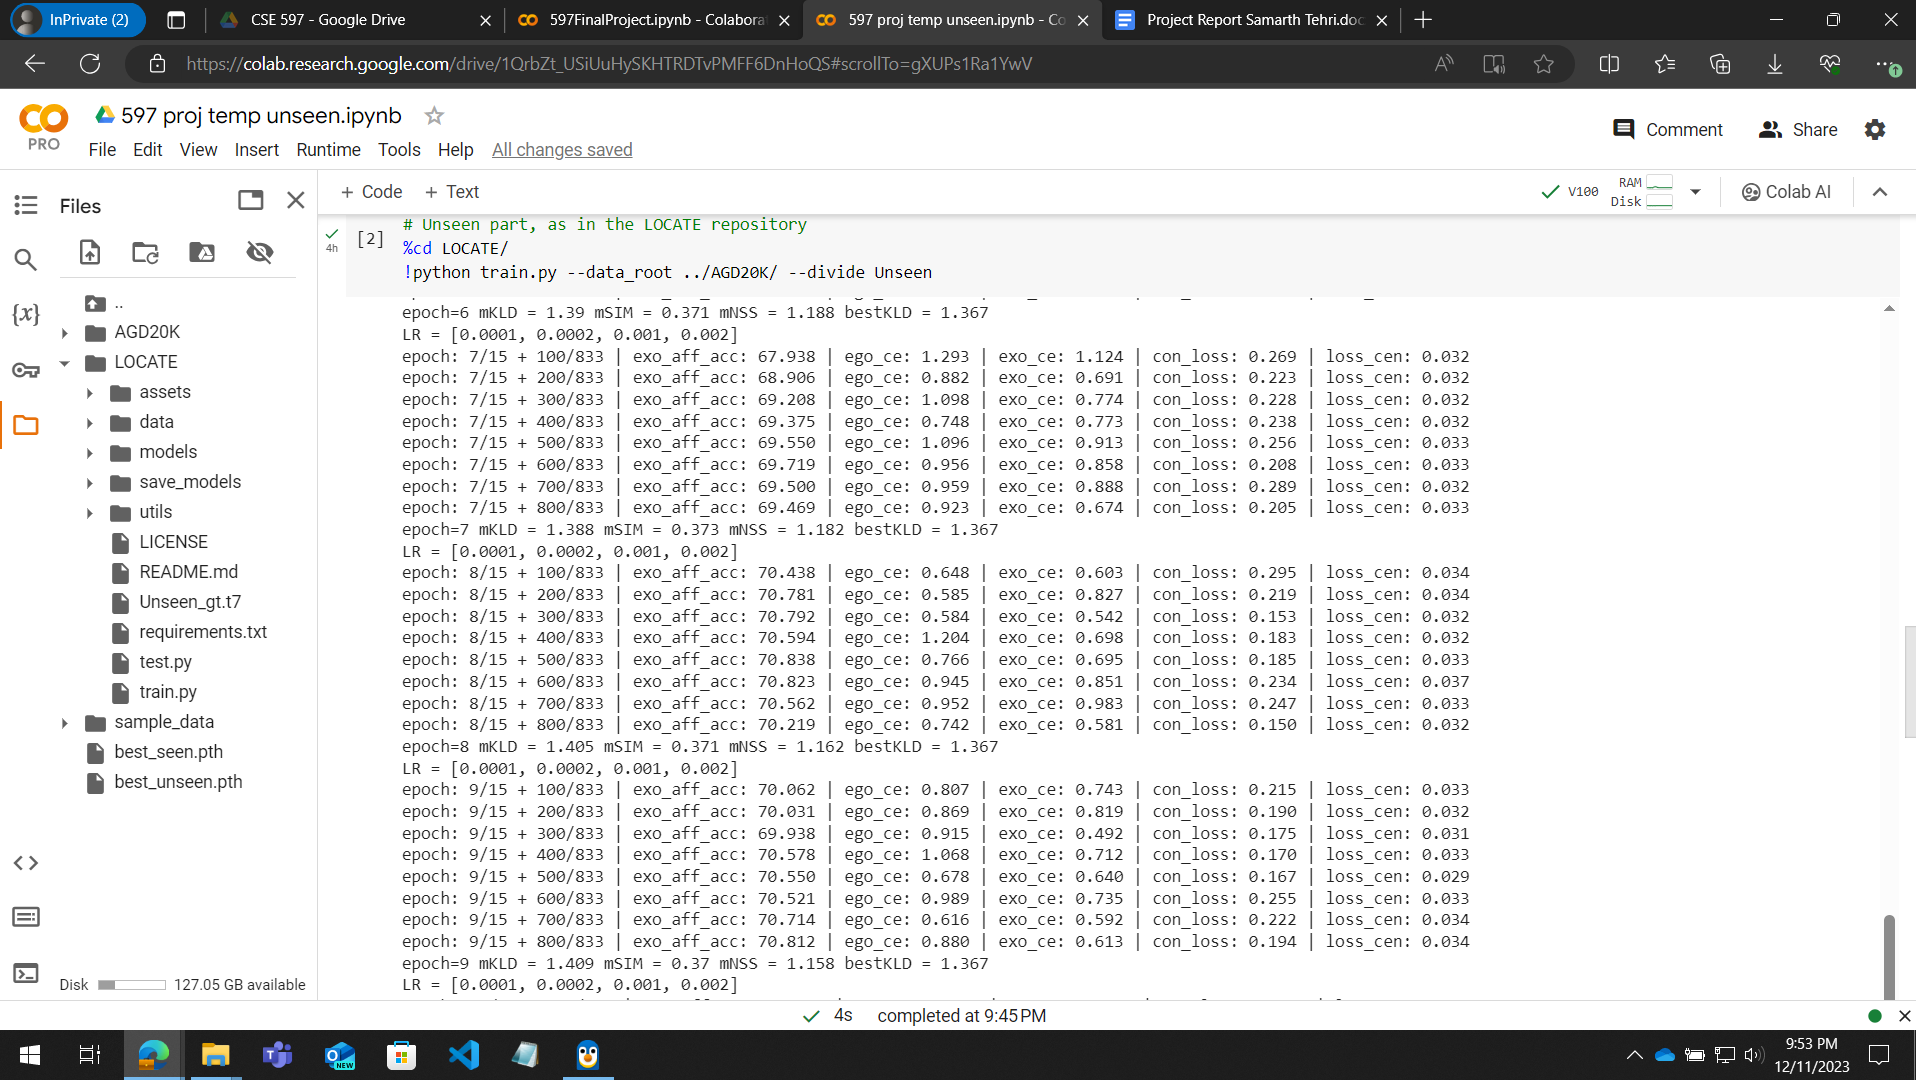 InPrivate (2)
CSE 597 - Google Drive
597FinalProject.ipynb - Colabora
597 proj temp unseen.ipynb - Co
Project Report Samarth Tehri.doc
https://colab.research.google.com/drive/1QrbZt_USiUuHySKHTRDTvPMFF6DnHoQS#scrollTo=gXUPs1Ra1YwV
PRO
597 proj temp unseen.ipynb
File Edit View Insert Runtime Tools Help All changes saved
Comment Share
Files
+ Code + Text
V100 RAM Disk
Colab AI
..
AGD20K
LOCATE
assets
data
models
save_models
utils
LICENSE
README.md
Unseen_gt.t7
requirements.txt
test.py
train.py
sample_data
best_seen.pth
best_unseen.pth
Disk 127.05 GB available
4h
[2]
# Unseen part, as in the LOCATE repository
%cd LOCATE/
!python train.py --data_root ../AGD20K/ --divide Unseen
epoch=6 mKLD = 1.39 mSIM = 0.371 mNSS = 1.188 bestKLD = 1.367
LR = [0.0001, 0.0002, 0.001, 0.002]
epoch: 7/15 + 100/833 | exo_aff_acc: 67.938 | ego_ce: 1.293 | exo_ce: 1.124 | con_loss: 0.269 | loss_cen: 0.032
epoch: 7/15 + 200/833 | exo_aff_acc: 68.906 | ego_ce: 0.882 | exo_ce: 0.691 | con_loss: 0.223 | loss_cen: 0.032
epoch: 7/15 + 300/833 | exo_aff_acc: 69.208 | ego_ce: 1.098 | exo_ce: 0.774 | con_loss: 0.228 | loss_cen: 0.032
epoch: 7/15 + 400/833 | exo_aff_acc: 69.375 | ego_ce: 0.748 | exo_ce: 0.773 | con_loss: 0.238 | loss_cen: 0.032
epoch: 7/15 + 500/833 | exo_aff_acc: 69.550 | ego_ce: 1.096 | exo_ce: 0.913 | con_loss: 0.256 | loss_cen: 0.033
epoch: 7/15 + 600/833 | exo_aff_acc: 69.719 | ego_ce: 0.956 | exo_ce: 0.858 | con_loss: 0.208 | loss_cen: 0.033
epoch: 7/15 + 700/833 | exo_aff_acc: 69.500 | ego_ce: 0.959 | exo_ce: 0.888 | con_loss: 0.289 | loss_cen: 0.032
epoch: 7/15 + 800/833 | exo_aff_acc: 69.469 | ego_ce: 0.923 | exo_ce: 0.674 | con_loss: 0.205 | loss_cen: 0.033
epoch=7 mKLD = 1.388 mSIM = 0.373 mNSS = 1.182 bestKLD = 1.367
LR = [0.0001, 0.0002, 0.001, 0.002]
epoch: 8/15 + 100/833 | exo_aff_acc: 70.438 | ego_ce: 0.648 | exo_ce: 0.603 | con_loss: 0.295 | loss_cen: 0.034
epoch: 8/15 + 200/833 | exo_aff_acc: 70.781 | ego_ce: 0.585 | exo_ce: 0.827 | con_loss: 0.219 | loss_cen: 0.034
epoch: 8/15 + 300/833 | exo_aff_acc: 70.792 | ego_ce: 0.584 | exo_ce: 0.542 | con_loss: 0.153 | loss_cen: 0.032
epoch: 8/15 + 400/833 | exo_aff_acc: 70.594 | ego_ce: 1.204 | exo_ce: 0.698 | con_loss: 0.183 | loss_cen: 0.032
epoch: 8/15 + 500/833 | exo_aff_acc: 70.838 | ego_ce: 0.766 | exo_ce: 0.695 | con_loss: 0.185 | loss_cen: 0.033
epoch: 8/15 + 600/833 | exo_aff_acc: 70.823 | ego_ce: 0.945 | exo_ce: 0.851 | con_loss: 0.234 | loss_cen: 0.037
epoch: 8/15 + 700/833 | exo_aff_acc: 70.562 | ego_ce: 0.952 | exo_ce: 0.983 | con_loss: 0.247 | loss_cen: 0.033
epoch: 8/15 + 800/833 | exo_aff_acc: 70.219 | ego_ce: 0.742 | exo_ce: 0.581 | con_loss: 0.150 | loss_cen: 0.032
epoch=8 mKLD = 1.405 mSIM = 0.371 mNSS = 1.162 bestKLD = 1.367
LR = [0.0001, 0.0002, 0.001, 0.002]
epoch: 9/15 + 100/833 | exo_aff_acc: 70.062 | ego_ce: 0.807 | exo_ce: 0.743 | con_loss: 0.215 | loss_cen: 0.033
epoch: 9/15 + 200/833 | exo_aff_acc: 70.031 | ego_ce: 0.869 | exo_ce: 0.819 | con_loss: 0.190 | loss_cen: 0.032
epoch: 9/15 + 300/833 | exo_aff_acc: 69.938 | ego_ce: 0.915 | exo_ce: 0.492 | con_loss: 0.175 | loss_cen: 0.031
epoch: 9/15 + 400/833 | exo_aff_acc: 70.578 | ego_ce: 1.068 | exo_ce: 0.712 | con_loss: 0.170 | loss_cen: 0.033
epoch: 9/15 + 500/833 | exo_aff_acc: 70.550 | ego_ce: 0.678 | exo_ce: 0.640 | con_loss: 0.167 | loss_cen: 0.029
epoch: 9/15 + 600/833 | exo_aff_acc: 70.521 | ego_ce: 0.989 | exo_ce: 0.735 | con_loss: 0.255 | loss_cen: 0.033
epoch: 9/15 + 700/833 | exo_aff_acc: 70.714 | ego_ce: 0.616 | exo_ce: 0.592 | con_loss: 0.222 | loss_cen: 0.034
epoch: 9/15 + 800/833 | exo_aff_acc: 70.812 | ego_ce: 0.880 | exo_ce: 0.613 | con_loss: 0.194 | loss_cen: 0.034
epoch=9 mKLD = 1.409 mSIM = 0.37 mNSS = 1.158 bestKLD = 1.367
LR = [0.0001, 0.0002, 0.001, 0.002]
4s completed at 9:45 PM
NEW
9:53 PM
12/11/2023